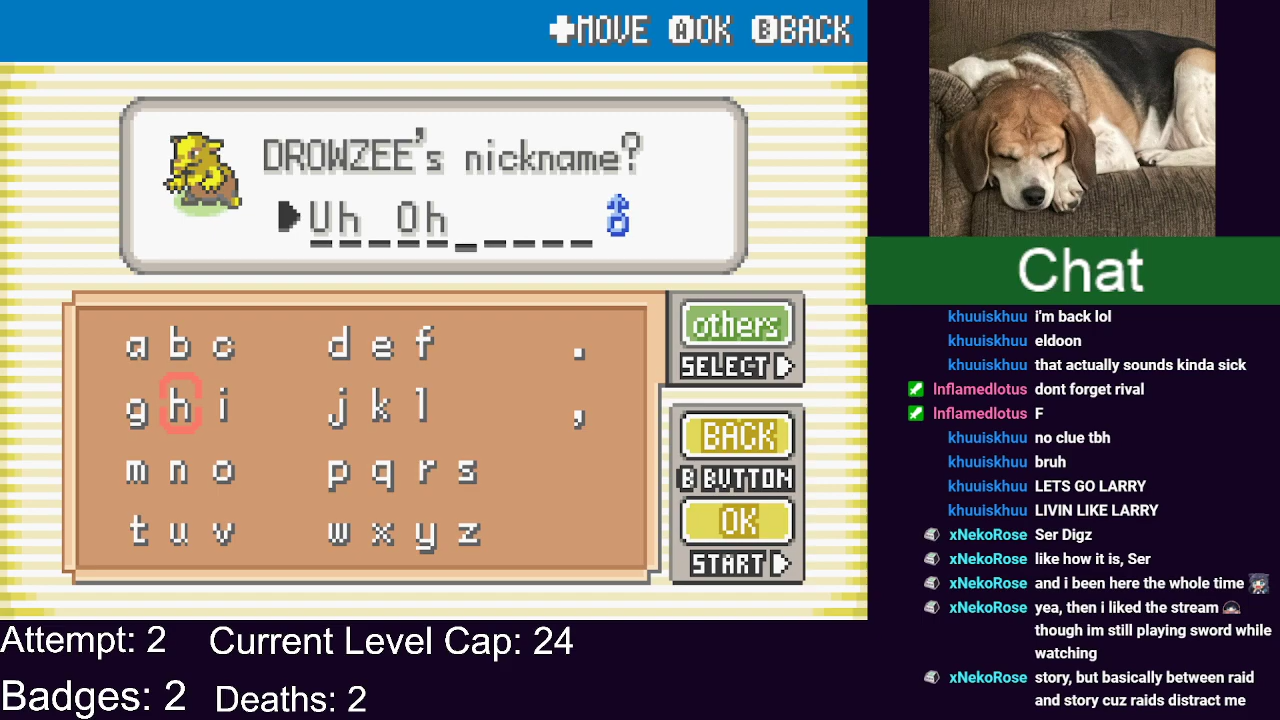 MOVE AOK BBACK
DROWZEE's nickname?
Uh Oh
a b c d e f .
g h i j k l ,
m n o p q r s
t u v w x y z
others
SELECT
BACK
B BUTTON
OK
START
Attempt: 2 Current Level Cap: 24
Badges: 2 Deaths: 2
Chat
khuuiskhuu i'm back lol
khuuiskhuu eldoon
khuuiskhuu that actually sounds kinda sick
Inflamedlotus dont forget rival
Inflamedlotus F
khuuiskhuu no clue tbh
khuuiskhuu bruh
khuuiskhuu LETS GO LARRY
khuuiskhuu LIVIN LIKE LARRY
xNekoRose Ser Digz
xNekoRose like how it is, Ser
xNekoRose and i been here the whole time
xNekoRose yea, then i liked the stream
though im still playing sword while
watching
xNekoRose story, but basically between raid
and story cuz raids distract me